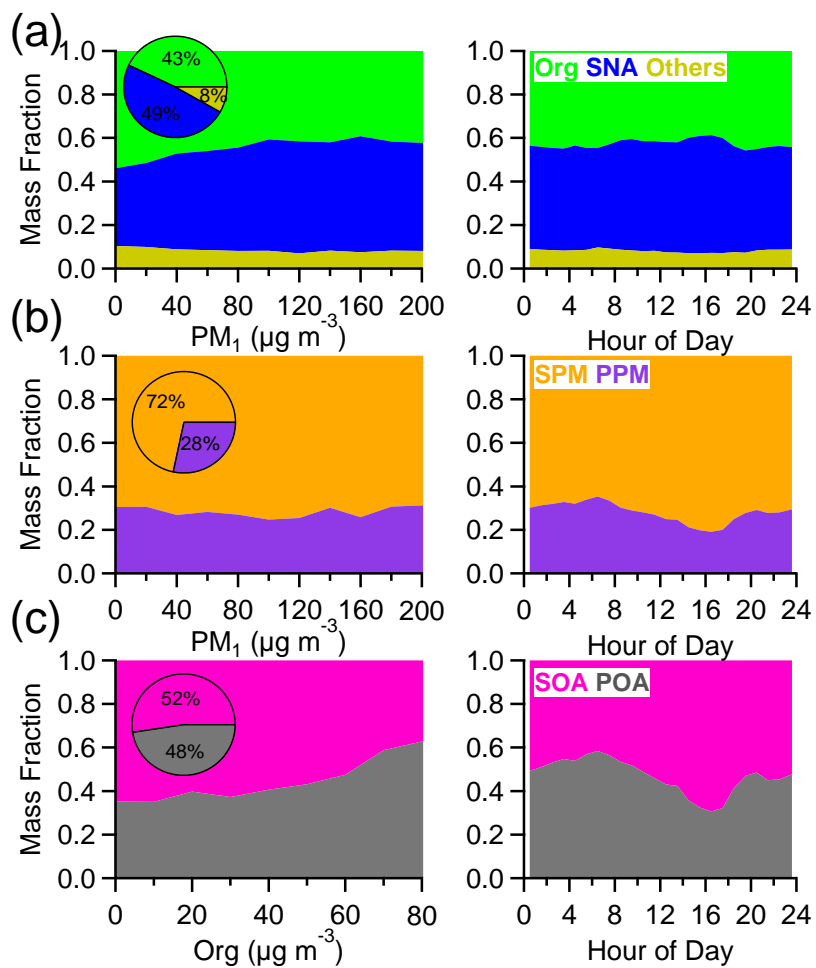 (a)
1.0
0.8
0.6
0.4
0.2
0.0
Mass Fraction
43%
49%
8%
0 40 80 120 160 200
PM1 (µg m-3)
Org SNA Others
1.0
0.8
0.6
0.4
0.2
0.0
0 4 8 12 16 20 24
Hour of Day
(b)
1.0
0.8
0.6
0.4
0.2
0.0
Mass Fraction
72%
28%
0 40 80 120 160 200
PM1 (µg m-3)
SPM PPM
1.0
0.8
0.6
0.4
0.2
0.0
0 4 8 12 16 20 24
Hour of Day
(c)
1.0
0.8
0.6
0.4
0.2
0.0
Mass Fraction
52%
48%
0 20 40 60 80
Org (µg m-3)
SOA POA
1.0
0.8
0.6
0.4
0.2
0.0
0 4 8 12 16 20 24
Hour of Day